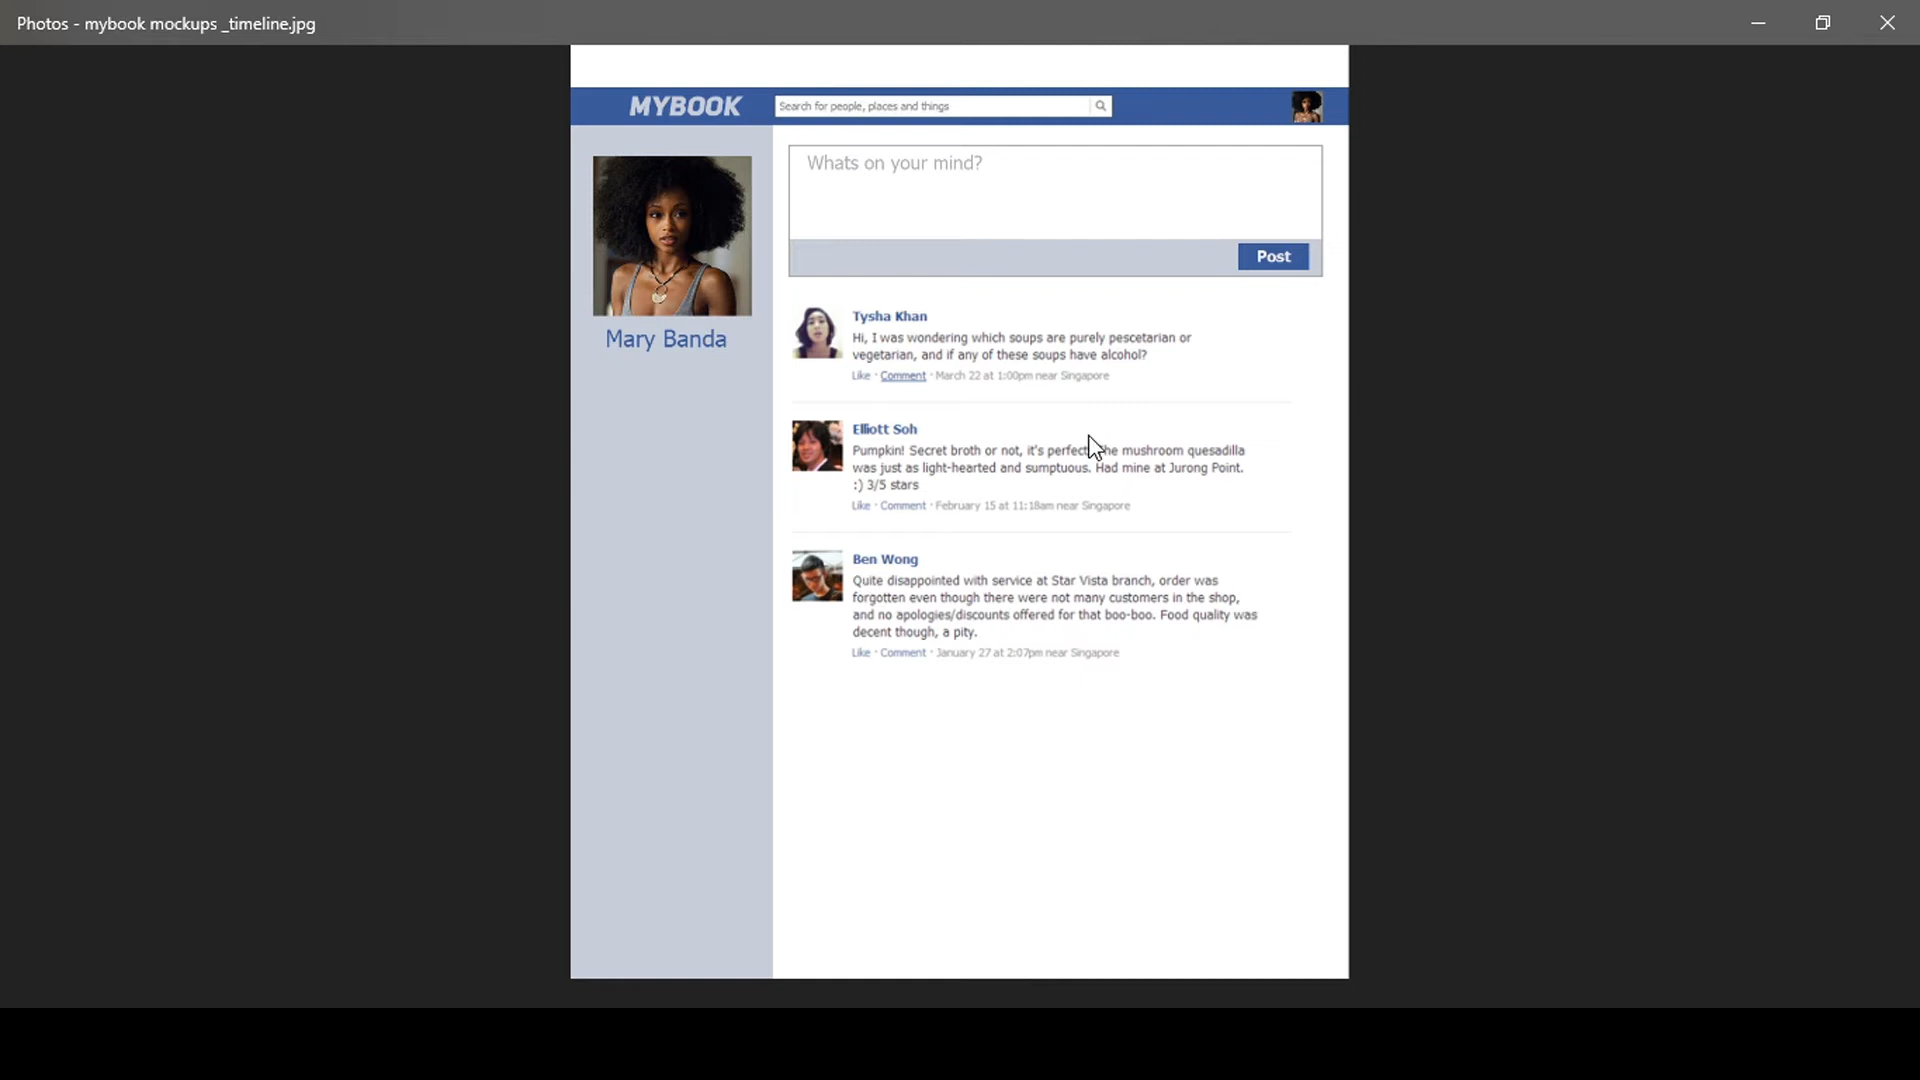 Photos - mybook mockups _timeline.jpg
MYBOOK
Search for people, places and things
Whats on your mind?
Post
Mary Banda
Tysha Khan
Hi, I was wondering which soups are purely pescetarian or
vegetarian, and if any of these soups have alcohol?
Like · Comment · March 22 at 1:00pm near Singapore
Elliott Soh
Pumpkin! Secret broth or not, it's perfect he mushroom quesadilla
was just as light-hearted and sumptuous. Had mine at Jurong Point.
:) 3/5 stars
Like · Comment · February 15 at 11:18am near Singapore
Ben Wong
Quite disappointed with service at Star Vista branch, order was
forgotten even though there were not many customers in the shop,
and no apologies/discounts offered for that boo-boo. Food quality was
decent though, a pity.
Like · Comment · January 27 at 2:07pm near Singapore